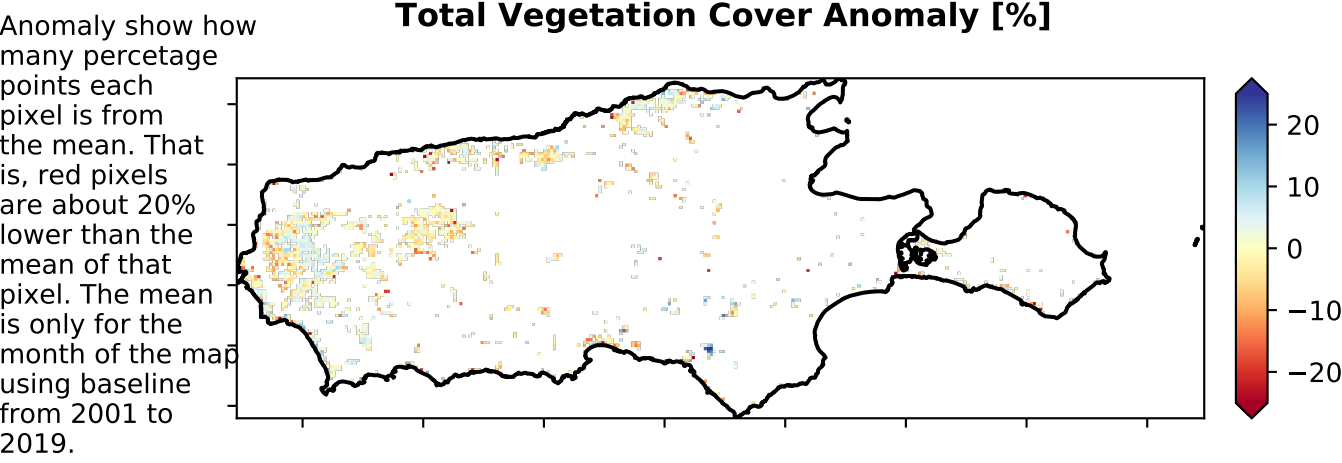 Total Vegetation Cover Anomaly [%]
Anomaly show how
many percetage
points each
pixel is from
the mean. That
is, red pixels
are about 20%
lower than the
mean of that
pixel. The mean
is only for the
month of the map
using baseline
from 2001 to
2019.
20
10
0
−10
−20